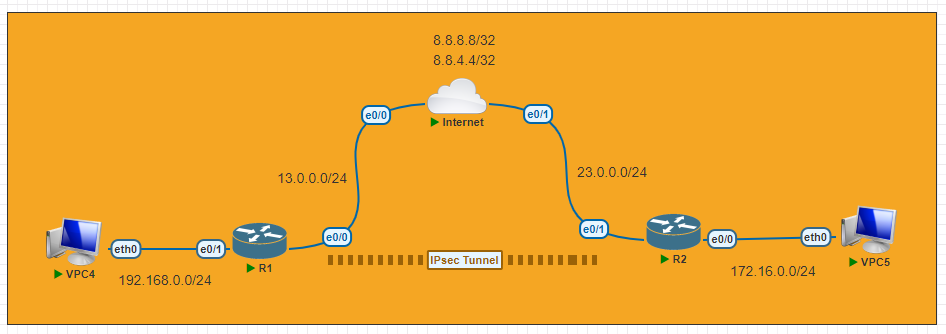 8.8.8.8/32
8.8.4.4/32
e0/0
e0/1
Internet
13.0.0.0/24
23.0.0.0/24
e0/0
e0/1
eth0
e0/1
R1
VPC4
192.168.0.0/24
IPsec Tunnel
R2
e0/0
eth0
VPC5
172.16.0.0/24